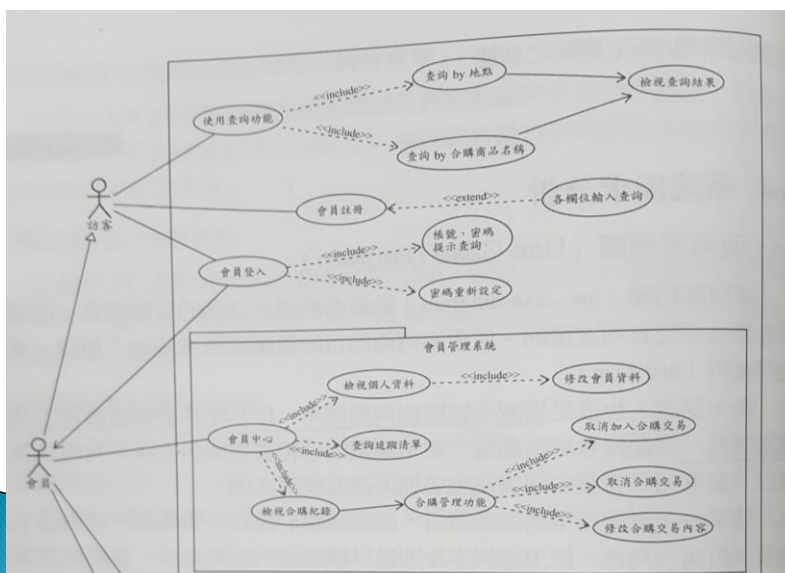 查詢 by 地點
<<include>>
檢視查詢結果
使用查詢功能
<<include>>
查詢 by 合購商品名稱
<<extend>>
各欄位輸入查詢
會員註冊
訪客
帳號、密碼
提示查詢
<<include>>
會員登入
<<include>>
密碼重新設定
會員管理系統
檢視個人資料
<<include>>
修改會員資料
<<include>>
取消加入合購交易
會員中心
<<include>>
查詢追蹤清單
<<include>>
會員
<<include>>
取消合購交易
<<include>>
檢視合購紀錄
合購管理功能
<<include>>
修改合購交易內容